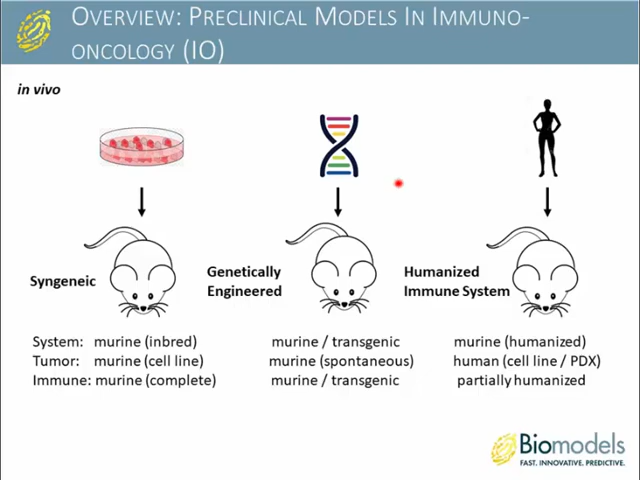 OVERVIEW: PRECLINICAL MODELS IN IMMUNO-
ONCOLOGY (IO)
in vivo
Syngeneic
Genetically
Engineered
Humanized
Immune System
System: murine (inbred) murine / transgenic murine (humanized)
Tumor: murine (cell line) murine (spontaneous) human (cell line / PDX)
Immune: murine (complete) murine / transgenic partially humanized
Biomodels
FAST. INNOVATIVE. PREDICTIVE.